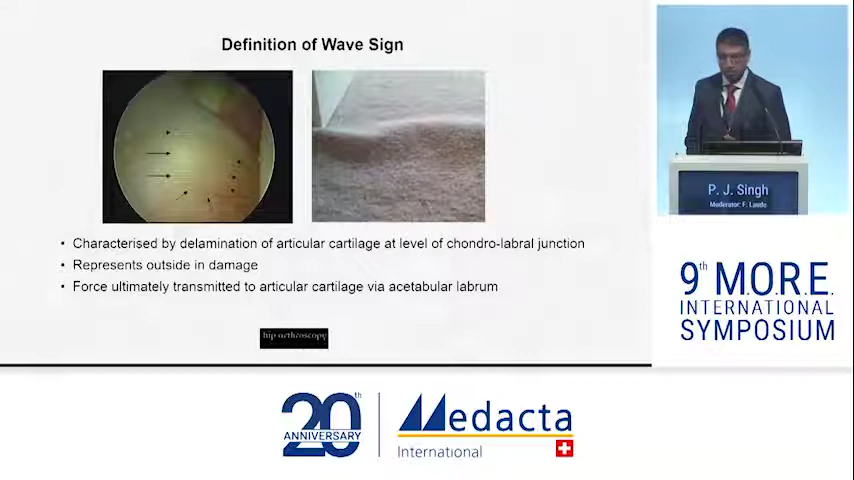 Definition of Wave Sign
• Characterised by delamination of articular cartilage at level of chondro-labral junction
• Represents outside in damage
• Force ultimately transmitted to articular cartilage via acetabular labrum
hip arthroscopy
P. J. Singh
Moderator: F. Laude
9th M.O.R.E.
INTERNATIONAL
SYMPOSIUM
20th
ANNIVERSARY
Medacta
International